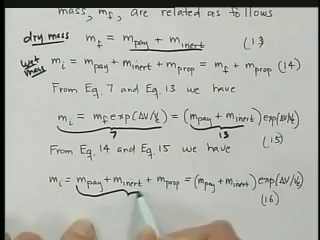 mass, m_f, are related as follows
dry mass m_f = m_pay + m_inert (13)
wet mass m_i = m_pay + m_inert + m_prop = m_f + m_prop (14)
From Eq. 7 and Eq. 13 we have
m_i = m_f exp(ΔV/V_e) = (m_pay + m_inert) exp(ΔV/V_e)
7 13 (15)
From Eq. 14 and Eq. 15 we have
m_i = m_pay + m_inert + m_prop = (m_pay + m_inert) exp(ΔV/V_e)
(16)